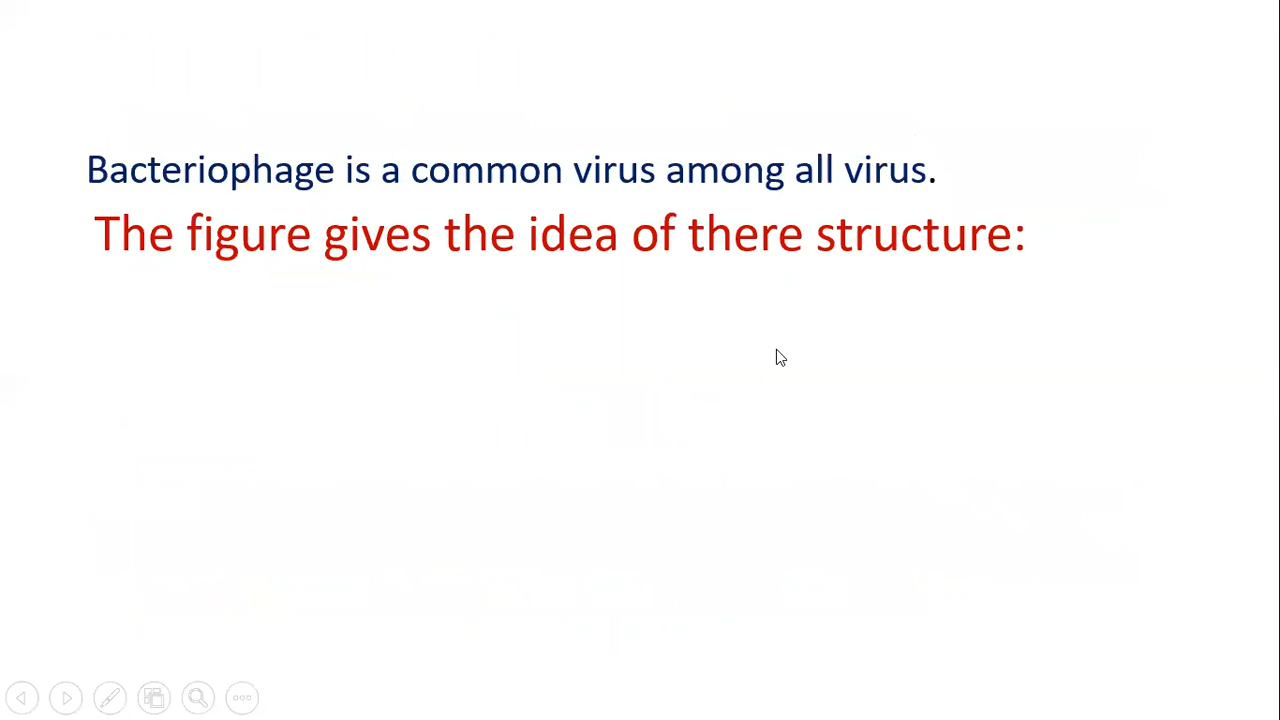 Bacteriophage is a common virus among all virus.
The figure gives the idea of there structure: